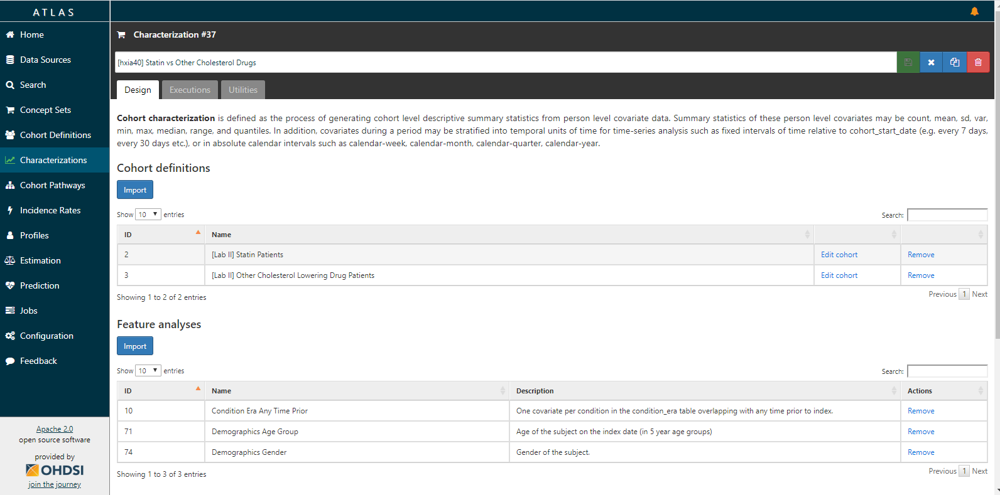 ATLAS
Home
Data Sources
Search
Concept Sets
Cohort Definitions
Characterizations
Cohort Pathways
Incidence Rates
Profiles
Estimation
Prediction
Jobs
Configuration
Feedback
Apache 2.0
open source software
provided by
OHDSI
join the journey
Characterization #37
[hxia40] Statin vs Other Cholesterol Drugs
Design Executions Utilities
Cohort characterization is defined as the process of generating cohort level descriptive summary statistics from person level covariate data. Summary statistics of these person level covariates may be count, mean, sd, var,
min, max, median, range, and quantiles. In addition, covariates during a period may be stratified into temporal units of time for time-series analysis such as fixed intervals of time relative to cohort_start_date (e.g. every 7 days,
every 30 days etc.), or in absolute calendar intervals such as calendar-week, calendar-month, calendar-quarter, calendar-year.
Cohort definitions
Import
Show 10 entries Search:
ID Name
2 [Lab II] Statin Patients Edit cohort Remove
3 [Lab II] Other Cholesterol Lowering Drug Patients Edit cohort Remove
Showing 1 to 2 of 2 entries Previous 1 Next
Feature analyses
Import
Show 10 entries Search:
ID Name Description Actions
10 Condition Era Any Time Prior One covariate per condition in the condition_era table overlapping with any time prior to index. Remove
71 Demographics Age Group Age of the subject on the index date (in 5 year age groups) Remove
74 Demographics Gender Gender of the subject. Remove
Showing 1 to 3 of 3 entries Previous 1 Next